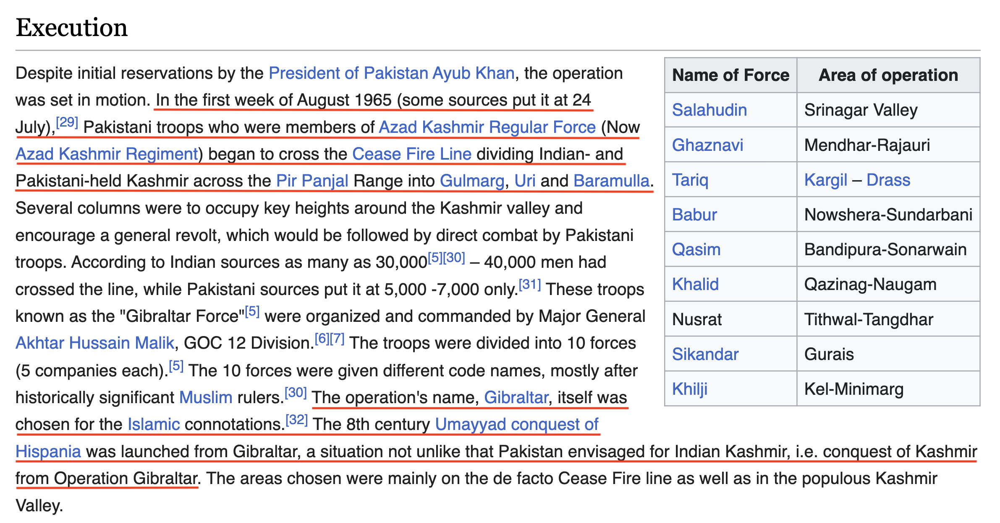 Execution
Despite initial reservations by the President of Pakistan Ayub Khan, the operation
was set in motion. In the first week of August 1965 (some sources put it at 24
July),[29] Pakistani troops who were members of Azad Kashmir Regular Force (Now
Azad Kashmir Regiment) began to cross the Cease Fire Line dividing Indian- and
Pakistani-held Kashmir across the Pir Panjal Range into Gulmarg, Uri and Baramulla.
Several columns were to occupy key heights around the Kashmir valley and
encourage a general revolt, which would be followed by direct combat by Pakistani
troops. According to Indian sources as many as 30,000[5][30] – 40,000 men had
crossed the line, while Pakistani sources put it at 5,000 -7,000 only.[31] These troops
known as the "Gibraltar Force"[5] were organized and commanded by Major General
Akhtar Hussain Malik, GOC 12 Division.[6][7] The troops were divided into 10 forces
(5 companies each).[5] The 10 forces were given different code names, mostly after
historically significant Muslim rulers.[30] The operation's name, Gibraltar, itself was
chosen for the Islamic connotations.[32] The 8th century Umayyad conquest of
Hispania was launched from Gibraltar, a situation not unlike that Pakistan envisaged for Indian Kashmir, i.e. conquest of Kashmir
from Operation Gibraltar. The areas chosen were mainly on the de facto Cease Fire line as well as in the populous Kashmir
Valley.
Name of Force Area of operation
Salahudin Srinagar Valley
Ghaznavi Mendhar-Rajauri
Tariq Kargil – Drass
Babur Nowshera-Sundarbani
Qasim Bandipura-Sonarwain
Khalid Qazinag-Naugam
Nusrat Tithwal-Tangdhar
Sikandar Gurais
Khilji Kel-Minimarg